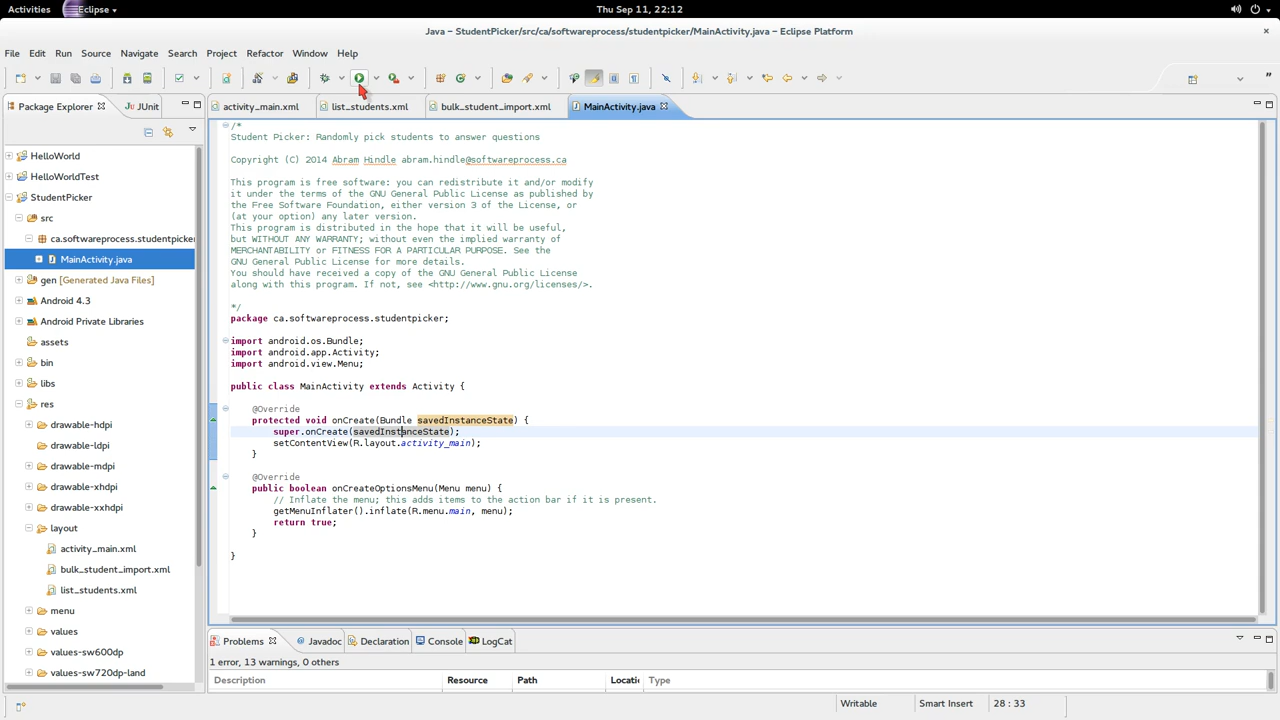 Activities
Eclipse
Thu Sep 11, 22:12
Java – StudentPicker/src/ca/softwareprocess/studentpicker/MainActivity.java – Eclipse Platform
File Edit Run Source Navigate Search Project Refactor Window Help
Package Explorer
JUnit
activity_main.xml
list_students.xml
bulk_student_import.xml
MainActivity.java
HelloWorld
HelloWorldTest
StudentPicker
src
ca.softwareprocess.studentpicker
MainActivity.java
gen [Generated Java Files]
Android 4.3
Android Private Libraries
assets
bin
libs
res
drawable-hdpi
drawable-ldpi
drawable-mdpi
drawable-xhdpi
drawable-xxhdpi
layout
activity_main.xml
bulk_student_import.xml
list_students.xml
menu
values
values-sw600dp
values-sw720dp-land
/*
Student Picker: Randomly pick students to answer questions
Copyright (C) 2014 Abram Hindle abram.hindle@softwareprocess.ca
This program is free software: you can redistribute it and/or modify
it under the terms of the GNU General Public License as published by
the Free Software Foundation, either version 3 of the License, or
(at your option) any later version.
This program is distributed in the hope that it will be useful,
but WITHOUT ANY WARRANTY; without even the implied warranty of
MERCHANTABILITY or FITNESS FOR A PARTICULAR PURPOSE. See the
GNU General Public License for more details.
You should have received a copy of the GNU General Public License
along with this program. If not, see <http://www.gnu.org/licenses/>.
*/
package ca.softwareprocess.studentpicker;
import android.os.Bundle;
import android.app.Activity;
import android.view.Menu;
public class MainActivity extends Activity {
@Override
protected void onCreate(Bundle savedInstanceState) {
super.onCreate(savedInstanceState);
setContentView(R.layout.activity_main);
}
@Override
public boolean onCreateOptionsMenu(Menu menu) {
// Inflate the menu; this adds items to the action bar if it is present.
getMenuInflater().inflate(R.menu.main, menu);
return true;
}
}
Problems
Javadoc
Declaration
Console
LogCat
1 error, 13 warnings, 0 others
Description
Resource
Path
Locatic
Type
Writable
Smart Insert
28 : 33